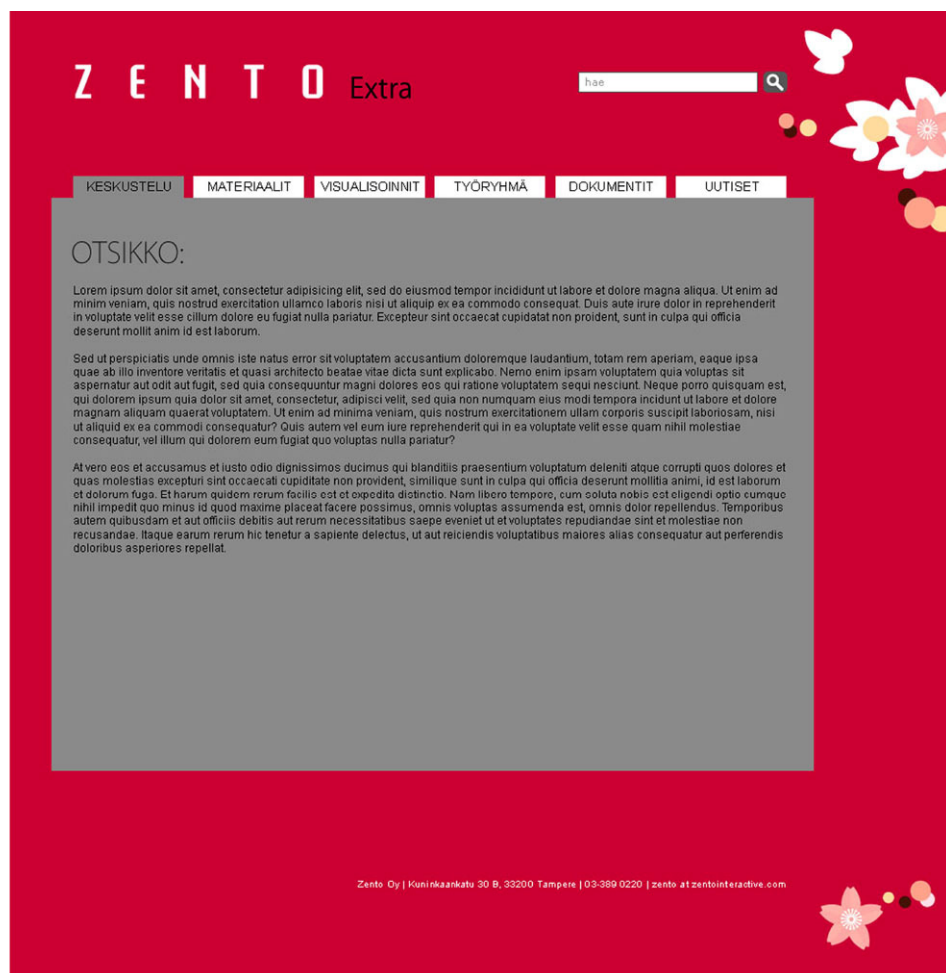 ZENTO Extra
hae
KESKUSTELU MATERIAALIT VISUALISOINNIT TYÖRYHMÄ DOKUMENTIT UUTISET
OTSIKKO:
Lorem ipsum dolor sit amet, consectetur adipisicing elit, sed do eiusmod tempor incididunt ut labore et dolore magna aliqua. Ut enim ad
minim veniam, quis nostrud exercitation ullamco laboris nisi ut aliquip ex ea commodo consequat. Duis aute irure dolor in reprehenderit
in voluptate velit esse cillum dolore eu fugiat nulla pariatur. Excepteur sint occaecat cupidatat non proident, sunt in culpa qui officia
deserunt mollit anim id est laborum.
Sed ut perspiciatis unde omnis iste natus error sit voluptatem accusantium doloremque laudantium, totam rem aperiam, eaque ipsa
quae ab illo inventore veritatis et quasi architecto beatae vitae dicta sunt explicabo. Nemo enim ipsam voluptatem quia voluptas sit
aspernatur aut odit aut fugit, sed quia consequuntur magni dolores eos qui ratione voluptatem sequi nesciunt. Neque porro quisquam est,
qui dolorem ipsum quia dolor sit amet, consectetur, adipisci velit, sed quia non numquam eius modi tempora incidunt ut labore et dolore
magnam aliquam quaerat voluptatem. Ut enim ad minima veniam, quis nostrum exercitationem ullam corporis suscipit laboriosam, nisi
ut aliquid ex ea commodi consequatur? Quis autem vel eum iure reprehenderit qui in ea voluptate velit esse quam nihil molestiae
consequatur, vel illum qui dolorem eum fugiat quo voluptas nulla pariatur?
At vero eos et accusamus et iusto odio dignissimos ducimus qui blanditiis praesentium voluptatum deleniti atque corrupti quos dolores et
quas molestias excepturi sint occaecati cupiditate non provident, similique sunt in culpa qui officia deserunt mollitia animi, id est laborum
et dolorum fuga. Et harum quidem rerum facilis est et expedita distinctio. Nam libero tempore, cum soluta nobis est eligendi optio cumque
nihil impedit quo minus id quod maxime placeat facere possimus, omnis voluptas assumenda est, omnis dolor repellendus. Temporibus
autem quibusdam et aut officiis debitis aut rerum necessitatibus saepe eveniet ut et voluptates repudiandae sint et molestiae non
recusandae. Itaque earum rerum hic tenetur a sapiente delectus, ut aut reiciendis voluptatibus maiores alias consequatur aut perferendis
doloribus asperiores repellat.
Zento Oy | Kuninkaankatu 30 B, 33200 Tampere | 03-389 0220 | zento at zentointeractive.com